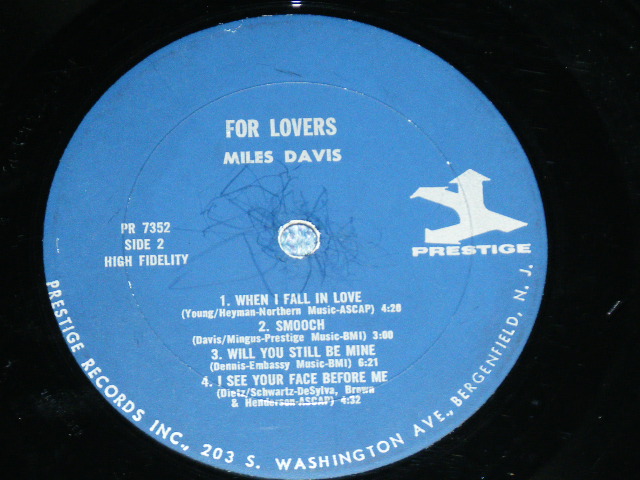 FOR LOVERS
MILES DAVIS
PR 7352
SIDE 2
HIGH FIDELITY
PRESTIGE
1. WHEN I FALL IN LOVE
(Young/Heyman-Northern Music-ASCAP) 4:20
2. SMOOCH
(Davis/Mingus-Prestige Music-BMI) 3:00
3. WILL YOU STILL BE MINE
(Dennis-Embassy Music-BMI) 6:21
4. I SEE YOUR FACE BEFORE ME
(Dietz/Schwartz-DeSylva, Brown
& Henderson-ASCAP) 4:32
PRESTIGE RECORDS INC., 203 S. WASHINGTON AVE., BERGENFIELD, N. J.